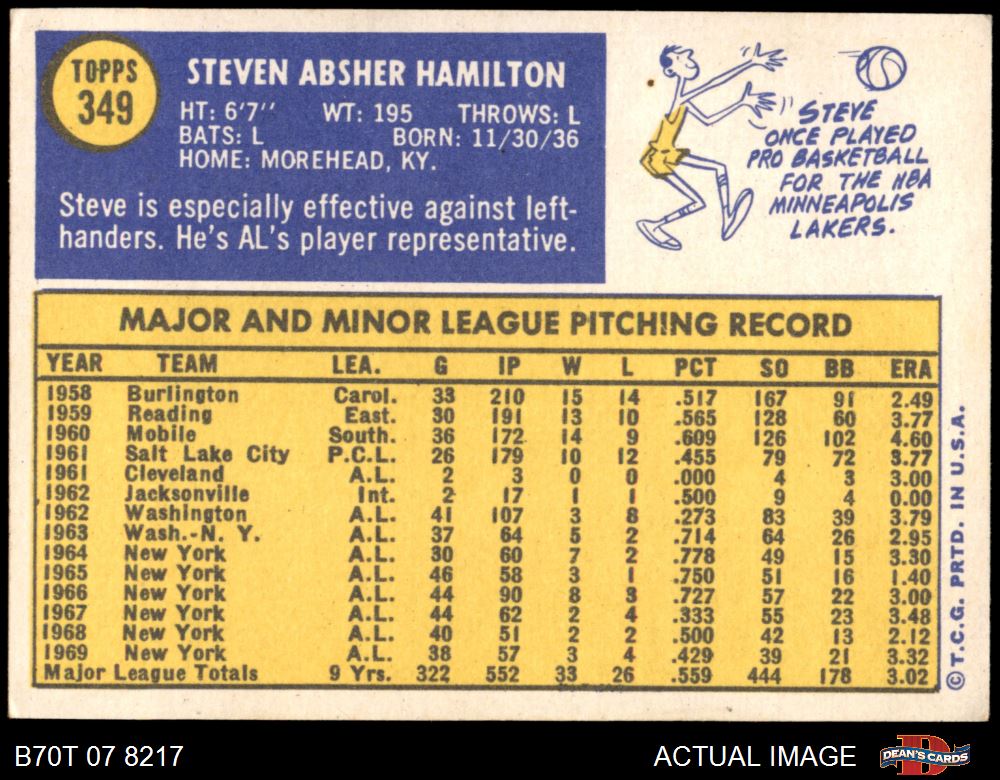 TOPPS
349
STEVEN ABSHER HAMILTON
HT: 6'7'' WT: 195 THROWS: L
BATS: L BORN: 11/30/36
HOME: MOREHEAD, KY.
Steve is especially effective against left-
handers. He's AL's player representative.
STEVE
ONCE PLAYED
PRO BASKETBALL
FOR THE NBA
MINNEAPOLIS
LAKERS.
MAJOR AND MINOR LEAGUE PITCHING RECORD
YEAR TEAM LEA. G IP W L PCT SO BB ERA
1958 Burlington Carol. 33 210 15 14 .517 167 91 2.49
1959 Reading East. 30 191 13 10 .565 128 60 3.77
1960 Mobile South. 36 172 14 9 .609 126 102 4.60
1961 Salt Lake City P.C.L. 26 179 10 12 .455 79 72 3.77
1961 Cleveland A.L. 2 3 0 0 .000 4 3 3.00
1962 Jacksonville Int. 2 17 1 1 .500 9 4 0.00
1962 Washington A.L. 41 107 3 8 .273 83 39 3.79
1963 Wash.-N. Y. A.L. 37 64 5 2 .714 64 26 2.95
1964 New York A.L. 30 60 7 2 .778 49 15 3.30
1965 New York A.L. 46 58 3 1 .750 51 16 1.40
1966 New York A.L. 44 90 8 3 .727 57 22 3.00
1967 New York A.L. 44 62 2 4 .333 55 23 3.48
1968 New York A.L. 40 51 2 2 .500 42 13 2.12
1969 New York A.L. 38 57 3 4 .429 39 21 3.32
Major League Totals 9 Yrs. 322 552 33 26 .559 444 178 3.02
©T.C.G. PRTD. IN U.S.A.
B70T 07 8217
ACTUAL IMAGE
DEAN'S CARDS